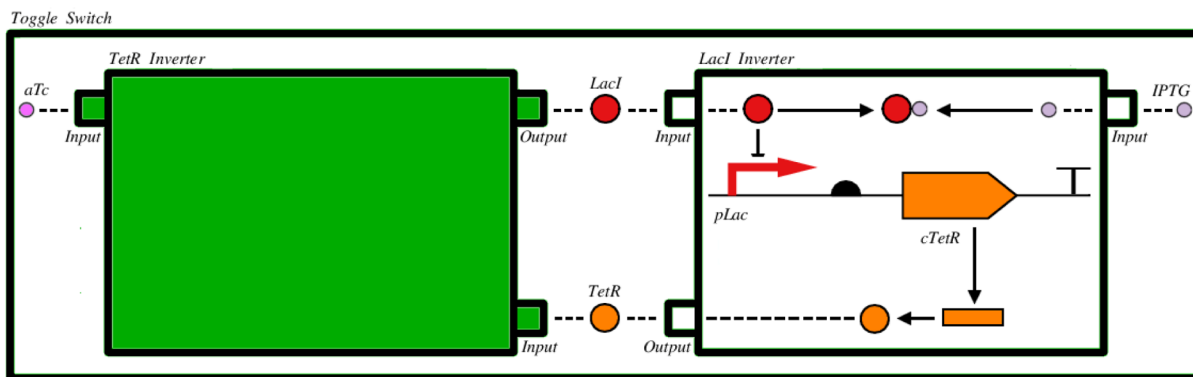 Toggle Switch
TetR Inverter
LacI Inverter
aTc
LacI
IPTG
Input
Output
Input
Input
pLac
cTetR
TetR
Input
Output